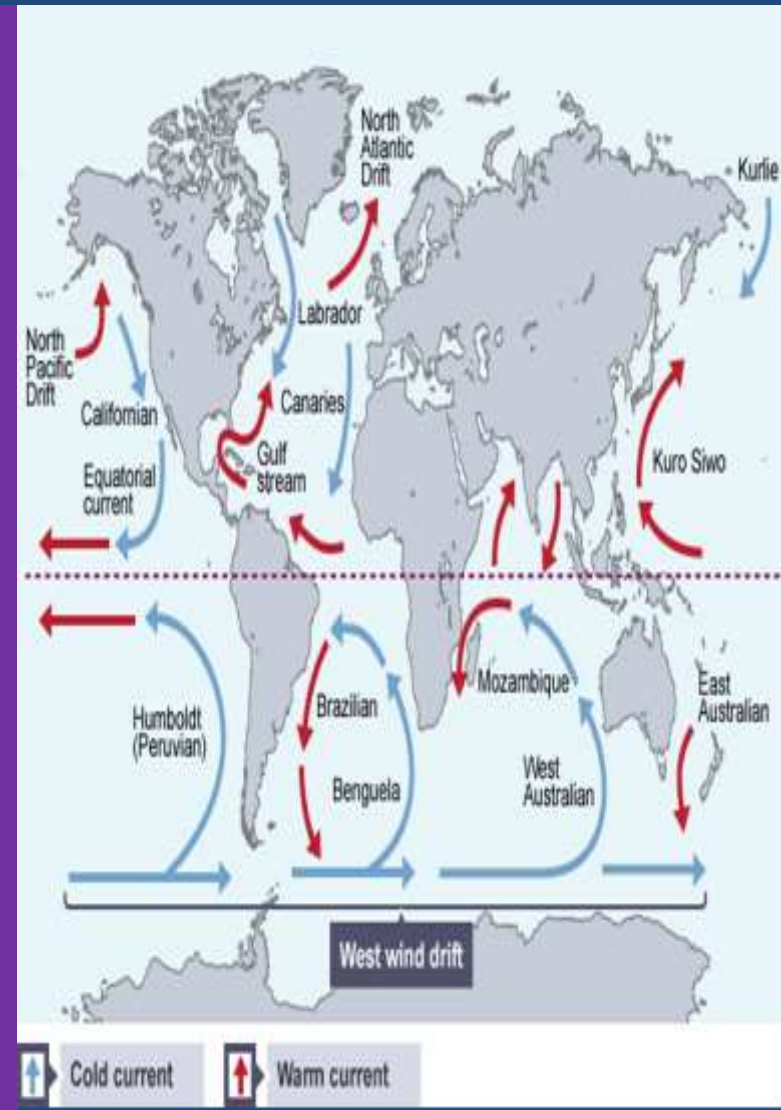 North
Atlantic
Drift
Kurlie
Labrador
North
Pacific
Drift
Californian
Canaries
Gulf
stream
Equatorial
current
Kuro Siwo
Mozambique
East
Australian
Brazilian
Humboldt
(Peruvian)
West
Australian
Benguela
West wind drift
Cold current
Warm current